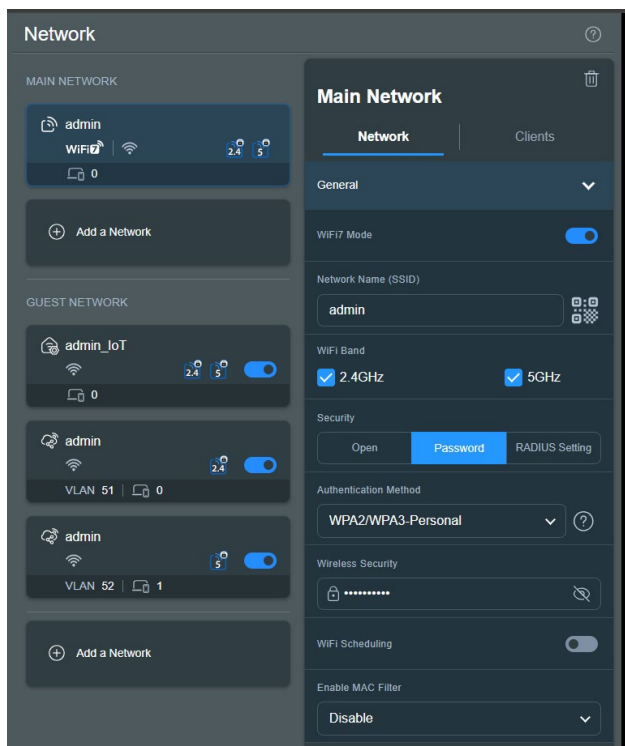 Network
MAIN NETWORK
admin
WiFi 7
2.4 5
0
Add a Network
GUEST NETWORK
admin_IoT
2.4 5
0
admin
2.4
VLAN 51 | 0
admin
5
VLAN 52 | 1
Add a Network
Main Network
Network Clients
General
WiFi7 Mode
Network Name (SSID)
admin
WiFi Band
2.4GHz 5GHz
Security
Open Password RADIUS Setting
Authentication Method
WPA2/WPA3-Personal
Wireless Security
••••••••••
WiFi Scheduling
Enable MAC Filter
Disable